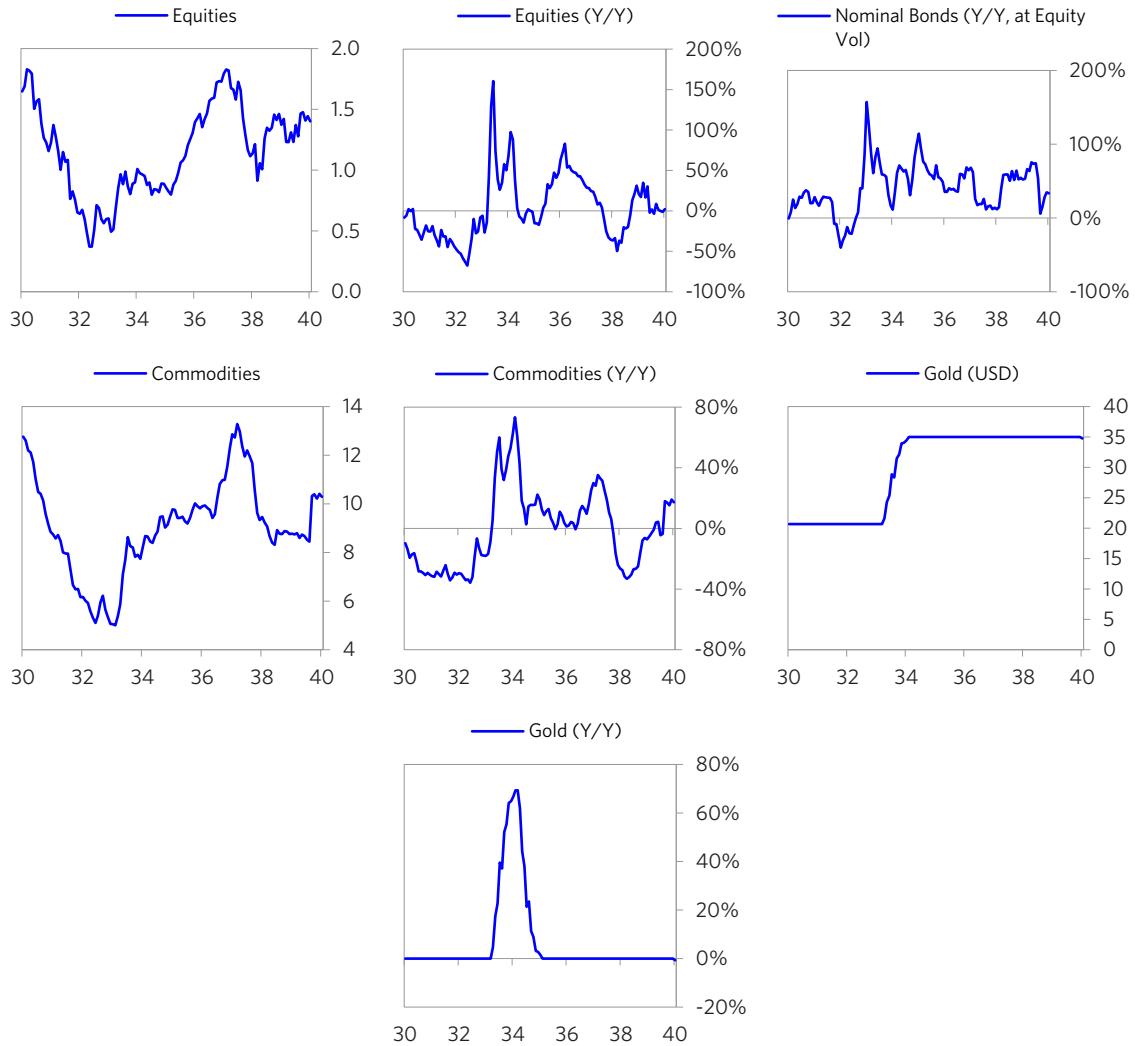 Equities
2.0
1.5
1.0
0.5
0.0
30 32 34 36 38 40
Equities (Y/Y)
200%
150%
100%
50%
0%
-50%
-100%
30 32 34 36 38 40
Nominal Bonds (Y/Y, at Equity
Vol)
200%
100%
0%
-100%
30 32 34 36 38 40
Commodities
14
12
10
8
6
4
30 32 34 36 38 40
Commodities (Y/Y)
80%
40%
0%
-40%
-80%
30 32 34 36 38 40
Gold (USD)
40
35
30
25
20
15
10
5
0
30 32 34 36 38 40
Gold (Y/Y)
80%
60%
40%
20%
0%
-20%
30 32 34 36 38 40